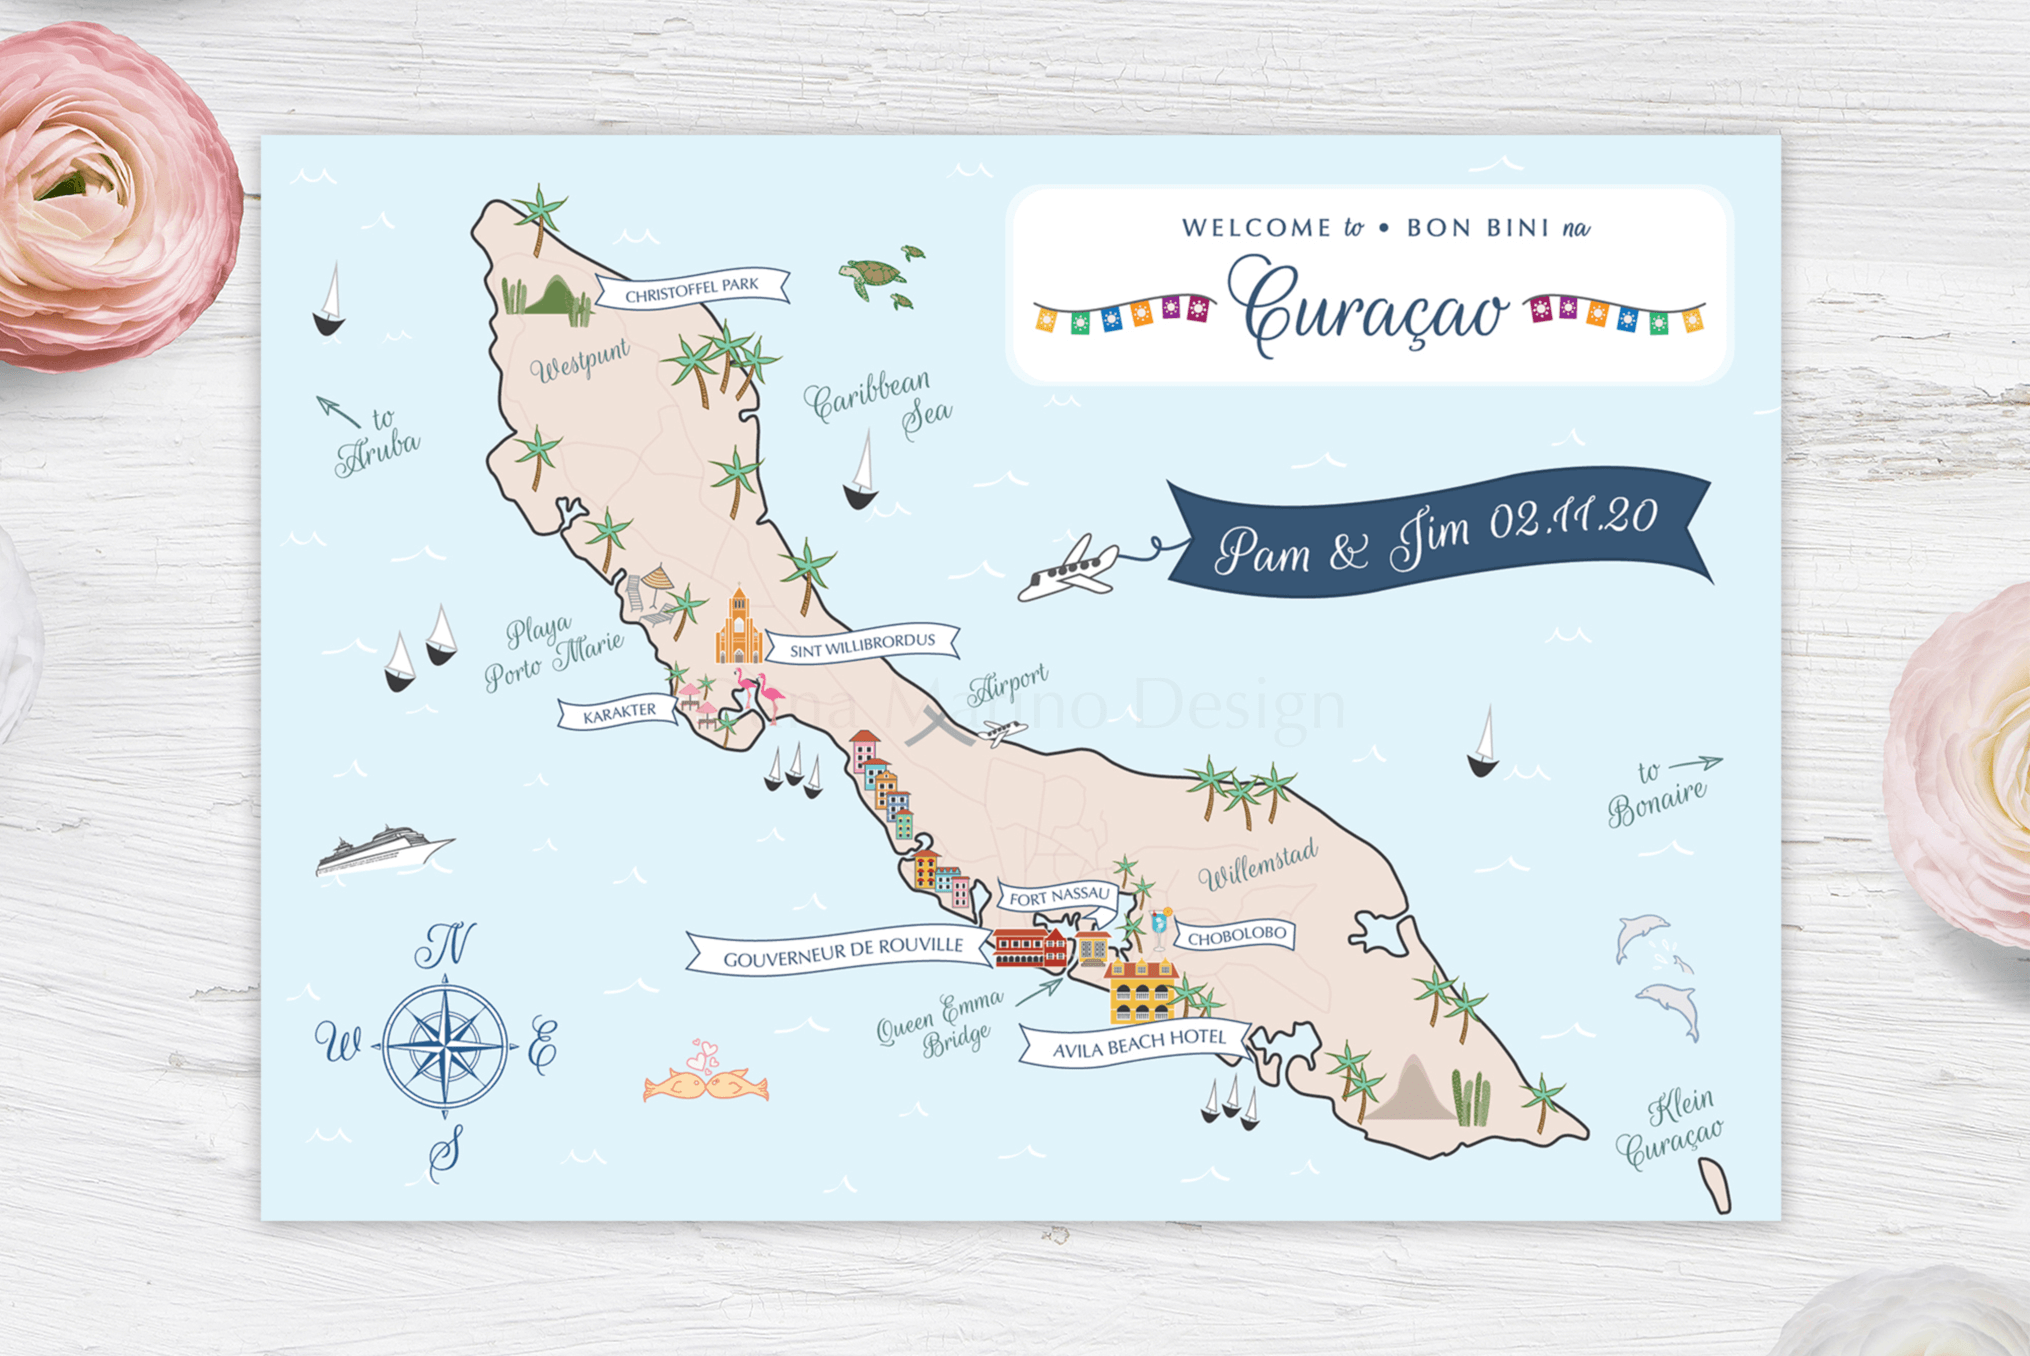 WELCOME to • BON BINI na
Curaçao
CHRISTOFFEL PARK
Westpunt
Caribbean
Sea
to
Aruba
Pam & Jim 02.11.20
Playa
Porto Marie
SINT WILLIBRORDUS
KARAKTER
Airport
Marino Design
to
Bonaire
Willemstad
FORT NASSAU
CHOBOLOBO
GOUVERNEUR DE ROUVILLE
Queen Emma
Bridge
AVILA BEACH HOTEL
N
W
E
S
Klein
Curaçao